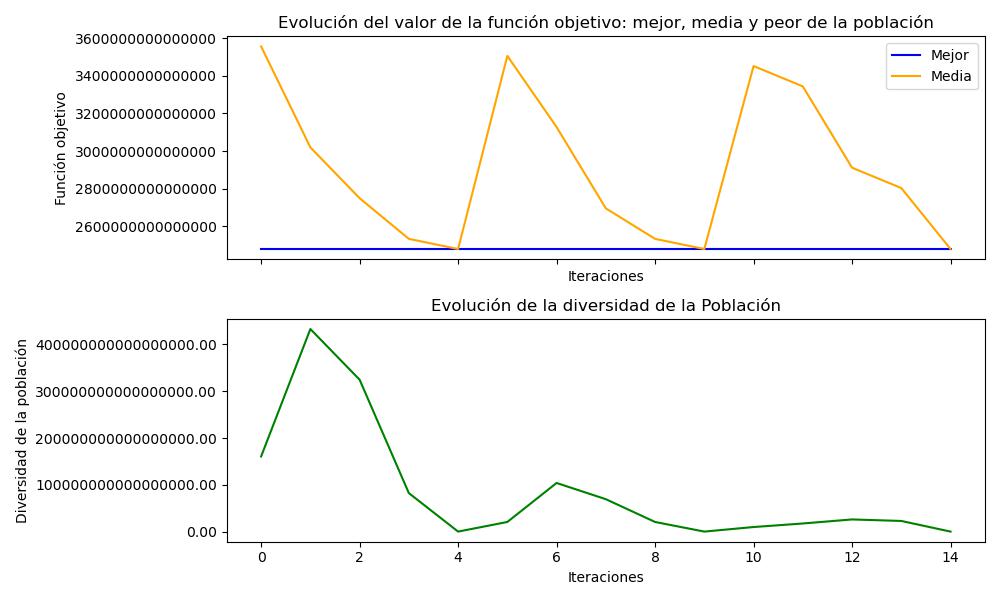 Evolución del valor de la función objetivo: mejor, media y peor de la población
3600000000000000
3400000000000000
3200000000000000
3000000000000000
2800000000000000
2600000000000000
Función objetivo
Mejor
Media
Iteraciones
Evolución de la diversidad de la Población
400000000000000000.00
300000000000000000.00
200000000000000000.00
100000000000000000.00
0.00
Diversidad de la población
0 2 4 6 8 10 12 14
Iteraciones